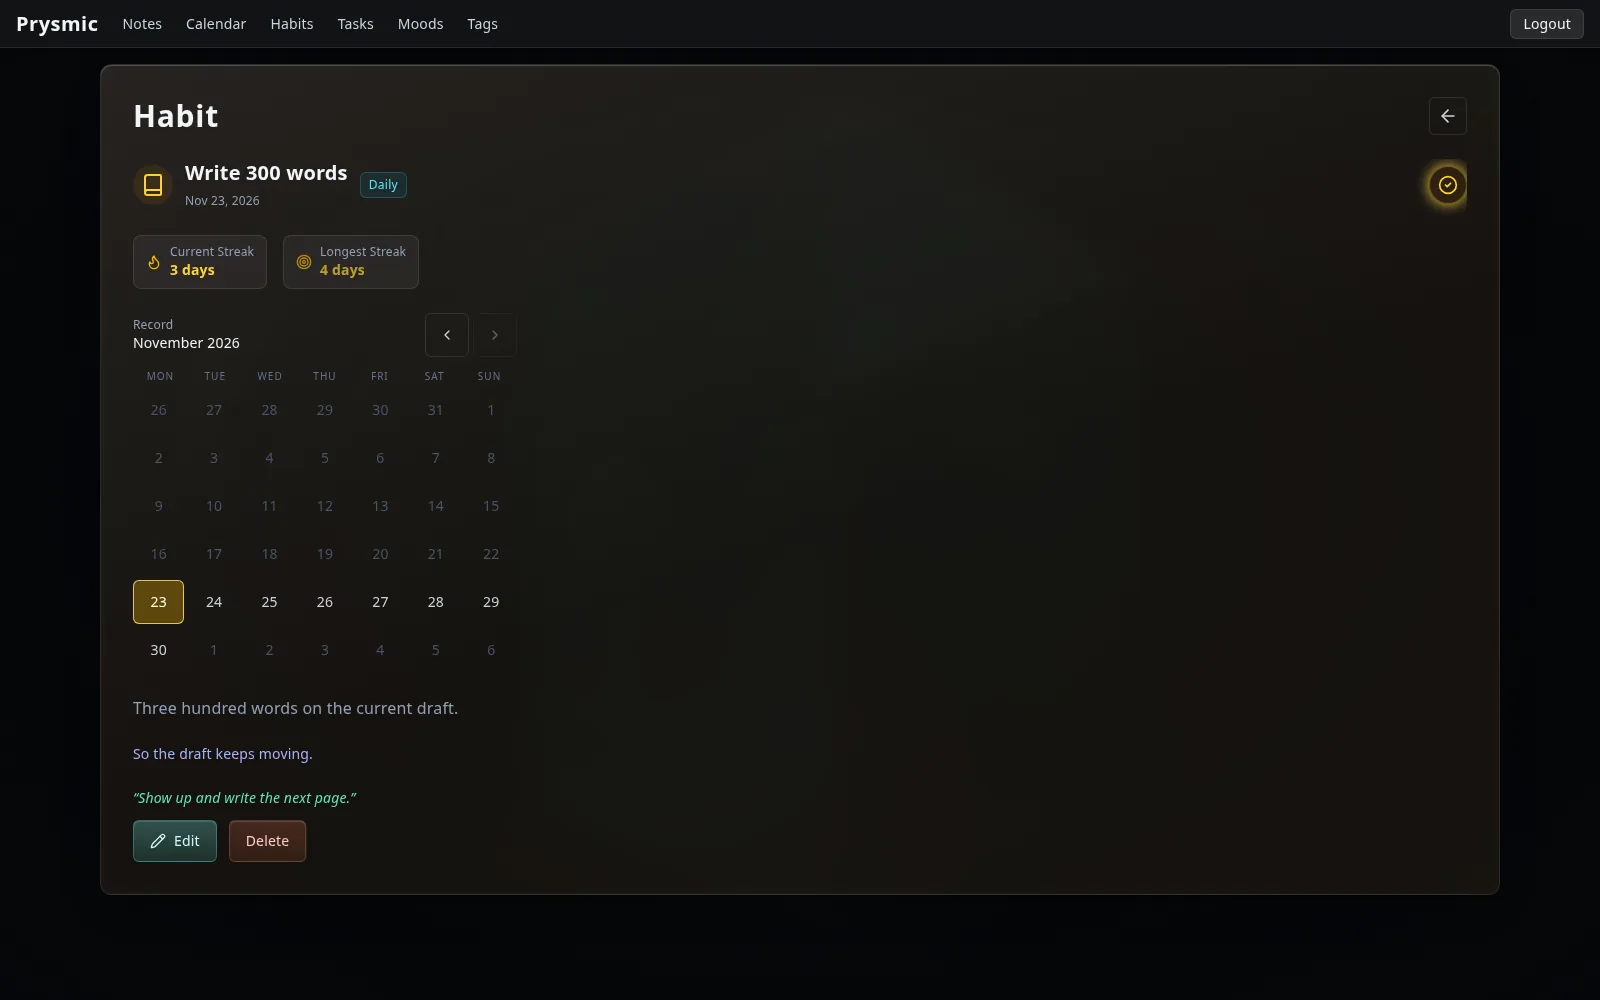 Prysmic Notes Calendar Habits Tasks Moods Tags Logout
Habit
Write 300 words Daily
Nov 23, 2026
Current Streak Longest Streak
3 days 4 days
Record
November 2026
MON TUE WED THU FRI SAT SUN
26 27 28 29 30 31 1
2 3 4 5 6 7 8
9 10 11 12 13 14 15
16 17 18 19 20 21 22
23 24 25 26 27 28 29
30 1 2 3 4 5 6
Three hundred words on the current draft.
So the draft keeps moving.
“Show up and write the next page.”
Edit Delete